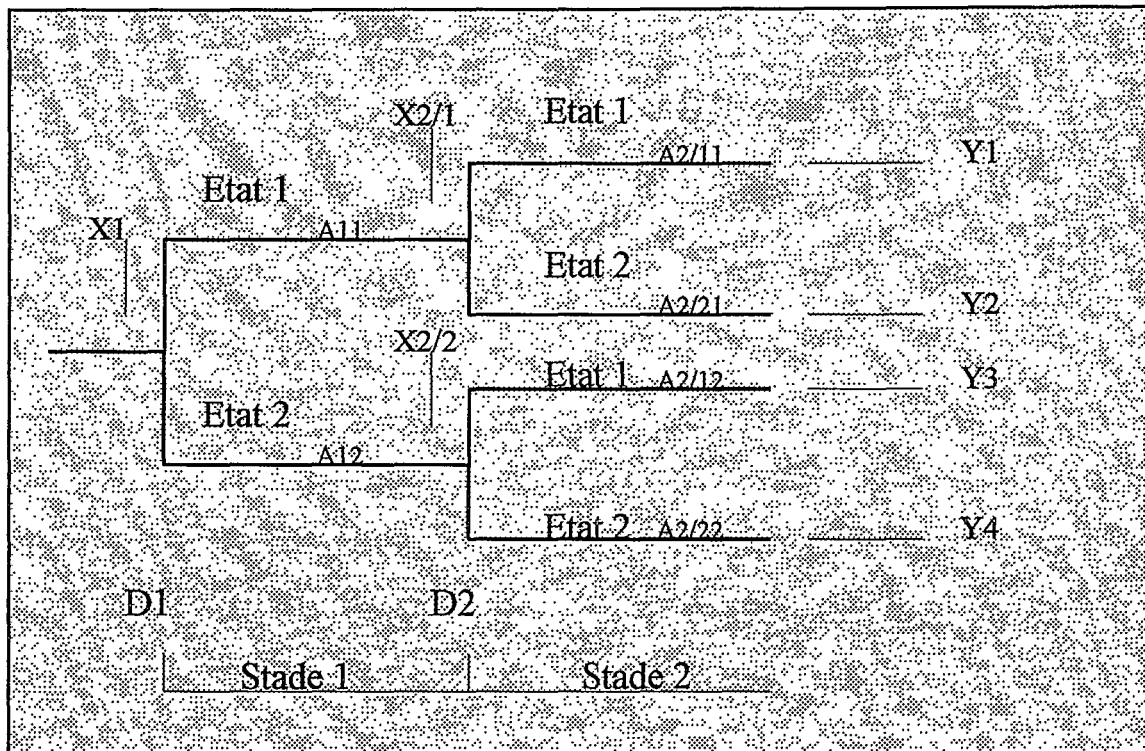 X2/1 Etat 1
A2/11 Y1
Etat 1
X1 A11
Etat 2
A2/21 Y2
X2/2
Etat 1 A2/12 Y3
Etat 2
A12
Etat 2 A2/22 Y4
D1 D2
Stade 1 Stade 2